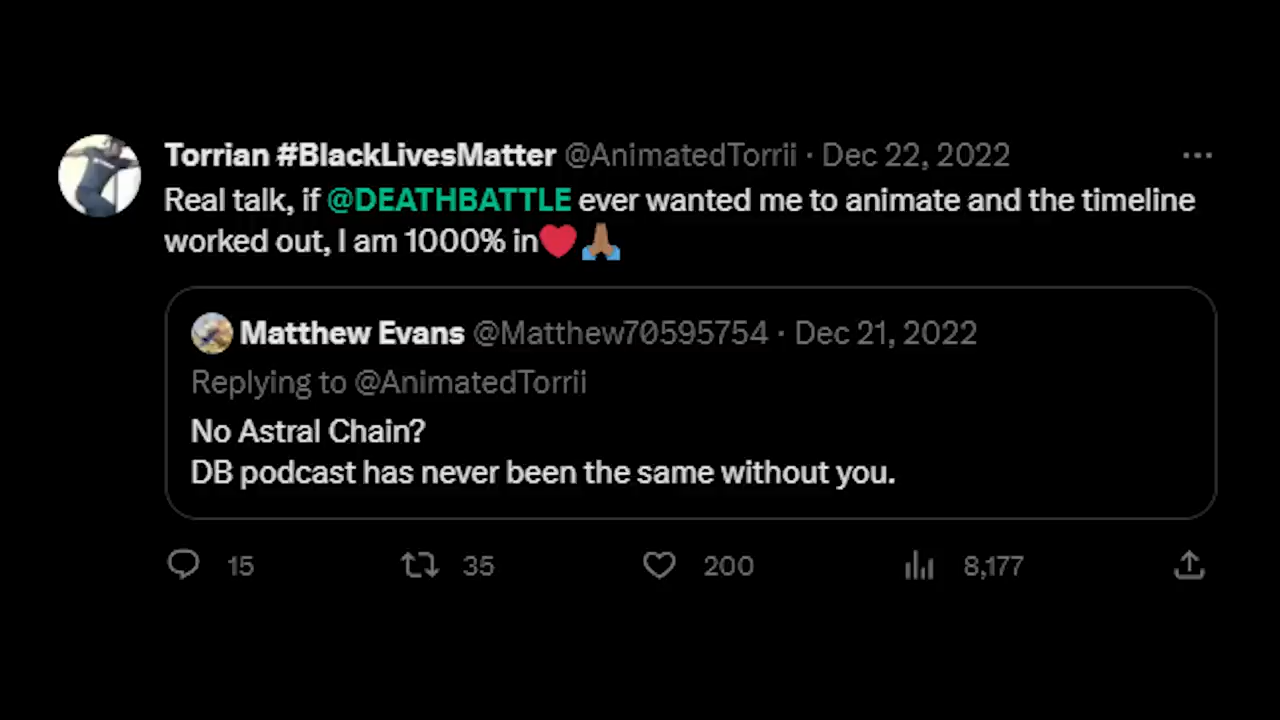 Torrian #BlackLivesMatter @AnimatedTorrii · Dec 22, 2022
Real talk, if @DEATHBATTLE ever wanted me to animate and the timeline
worked out, I am 1000% in❤️🙏🏽
Matthew Evans @Matthew70595754 · Dec 21, 2022
Replying to @AnimatedTorrii
No Astral Chain?
DB podcast has never been the same without you.
15 35 200 8,177